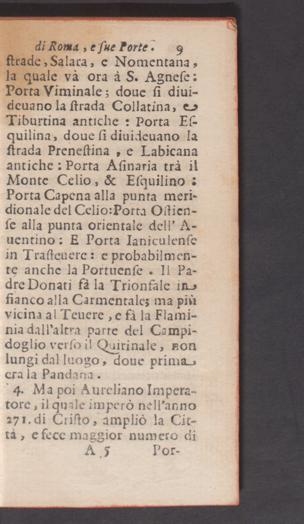 di Roma, e ſue Porte. 9
ſtrade, Salara, e Nomentana,
la quale và ora à S. Agneſe:
Porta Viminale; doue ſi diui-
deuano la ſtrada Collatina, e
Tiburtina antiche: Porta Eſ-
quilina, doue ſi diuideuano la
ſtrada Preneſtina, e Labicana
antiche: Porta Aſinaria trà il
Monte Celio, & Eſquilino:
Porta Capena alla punta meri-
dionale del Celio: Porta Oſtien-
ſe alla punta orientale dell' A-
uentino: E Porta Ianiculenſe
in Traſteuere: e probabilmen-
te anche la Portuenſe. Il Pa-
dre Donati fà la Trionfale in
fianco alla Carmentale; ma più
vicina al Teuere, e fà la Flami-
nia dall'altra parte del Campi-
doglio verſo il Quirinale, non
lungi dal luogo, doue prima
era la Pandana.
4. Ma poi Aureliano Impera-
tore, il quale imperò nell'anno
271. di Criſto, ampliò la Cit-
tà, e fece maggior numero di
A 5 Por-